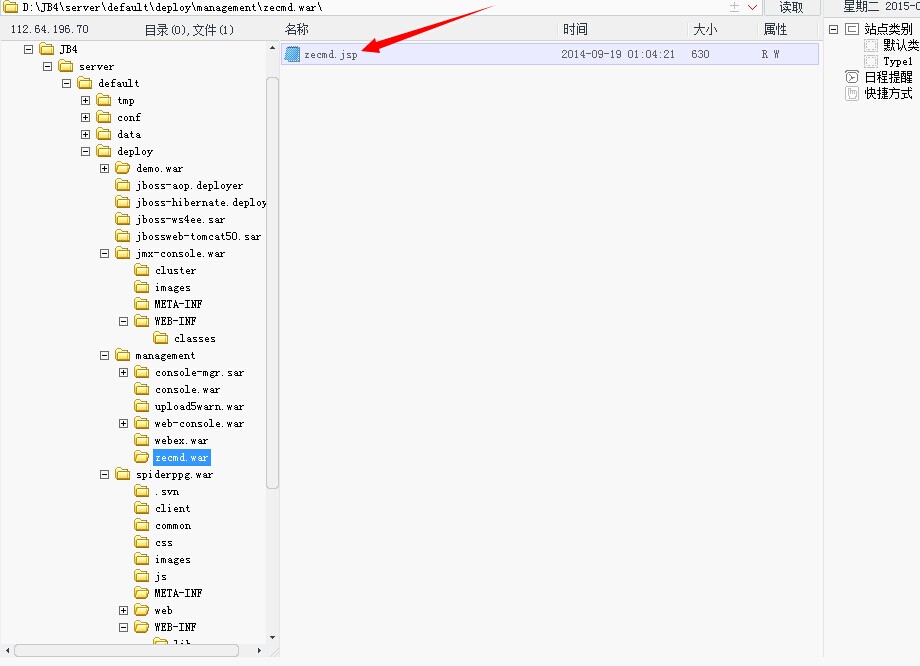 D:\JB4\server\default\deploy\management\zecmd.war\
读取
星期二 2015-0
112.64.196.70
目录(0),文件(1)
名称
时间
大小
属性
zecmd.jsp
2014-09-19 01:04:21
630
R W
JB4
server
default
tmp
conf
data
deploy
demo.war
jboss-aop.deployer
jboss-hibernate.deploy
jboss-ws4ee.sar
jbossweb-tomcat50.sar
jmx-console.war
cluster
images
META-INF
WEB-INF
classes
management
console-mgr.sar
console.war
upload5warn.war
web-console.war
webex.war
zecmd.war
spiderppg.war
.svn
client
common
css
images
js
META-INF
web
WEB-INF
lib
站点类别
默认类
Type1
日程提醒
快捷方式